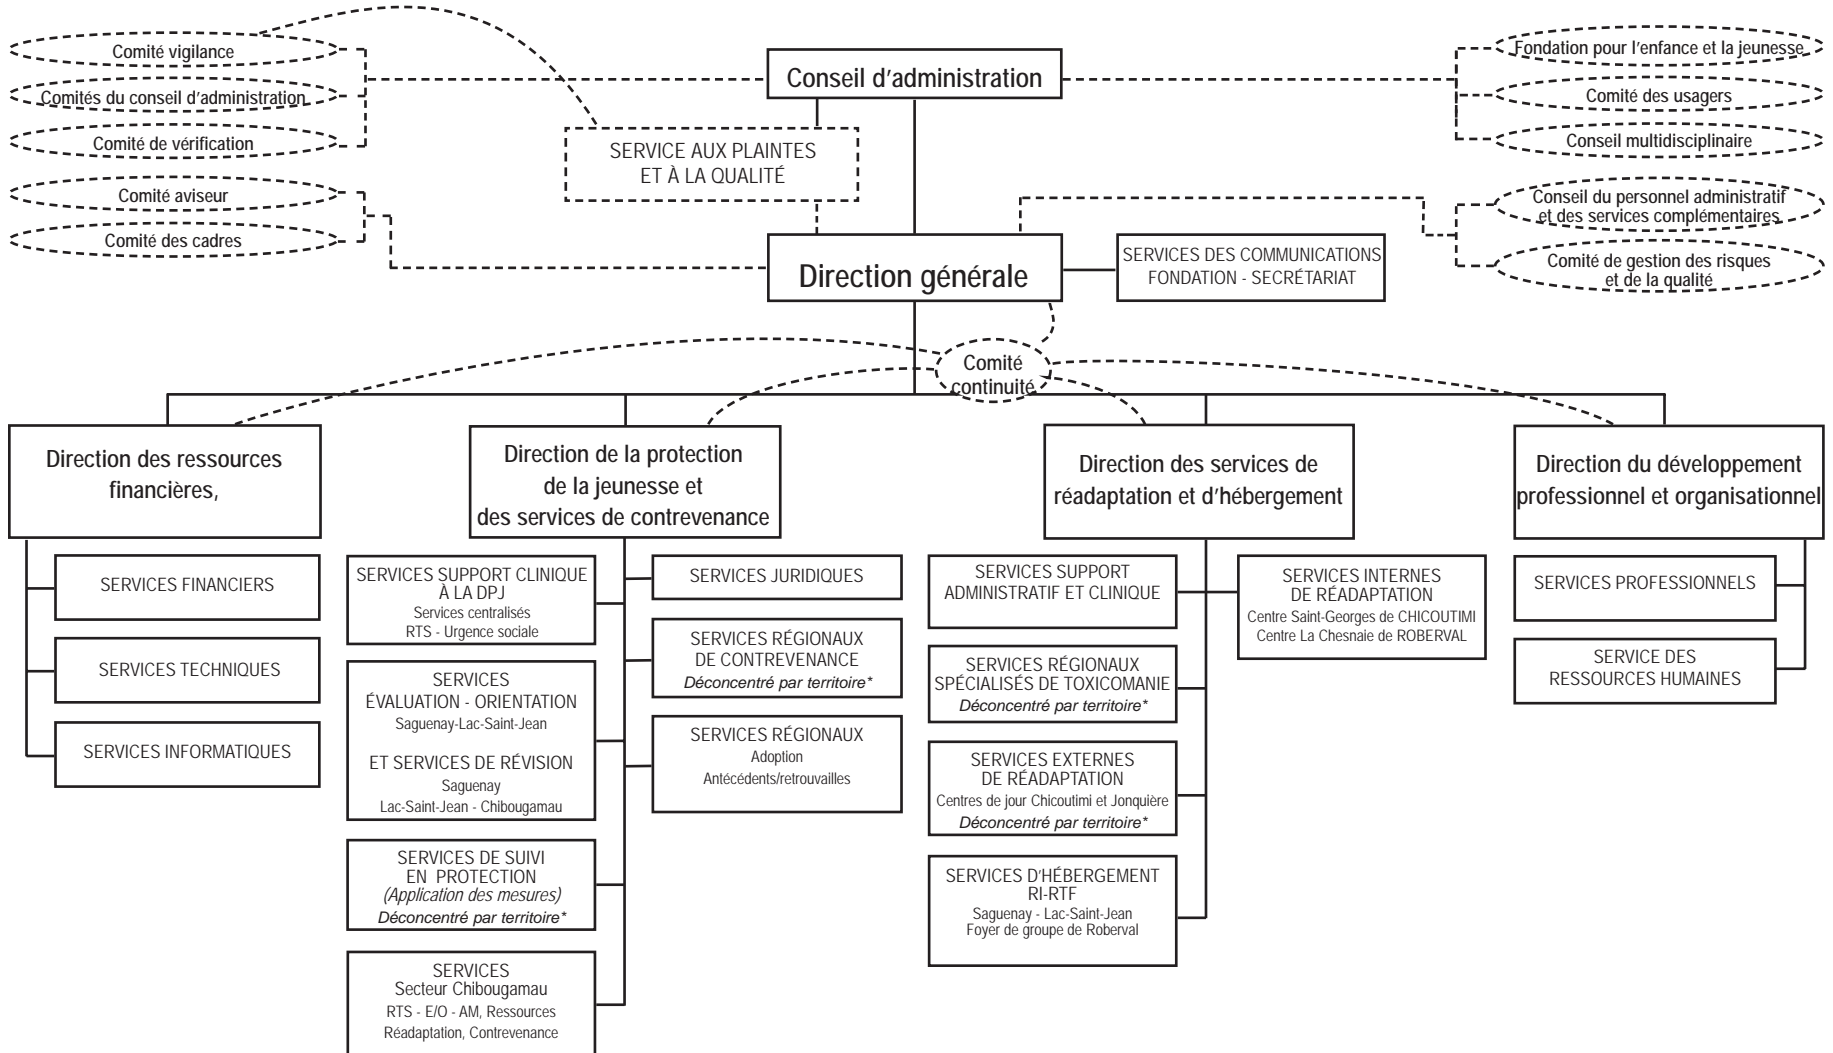 Comité vigilance
Comités du conseil d'administration
Comité de vérification
Comité aviseur
Comité des cadres
Conseil d'administration
SERVICE AUX PLAINTES
ET À LA QUALITÉ
Fondation pour l'enfance et la jeunesse
Comité des usagers
Conseil multidisciplinaire
Conseil du personnel administratif
et des services complémentaires
Comité de gestion des risques
et de la qualité
Direction générale
SERVICES DES COMMUNICATIONS
FONDATION - SECRÉTARIAT
Comité
continuité
Direction des ressources
financières,
SERVICES FINANCIERS
SERVICES TECHNIQUES
SERVICES INFORMATIQUES
Direction de la protection
de la jeunesse et
des services de contrevenance
SERVICES SUPPORT CLINIQUE
À LA DPJ
Services centralisés
RTS - Urgence sociale
SERVICES
ÉVALUATION - ORIENTATION
Saguenay-Lac-Saint-Jean
ET SERVICES DE RÉVISION
Saguenay
Lac-Saint-Jean - Chibougamau
SERVICES DE SUIVI
EN PROTECTION
(Application des mesures)
Déconcentré par territoire*
SERVICES
Secteur Chibougamau
RTS - E/O - AM, Ressources
Réadaptation, Contrevenance
SERVICES JURIDIQUES
SERVICES RÉGIONAUX
DE CONTREVENANCE
Déconcentré par territoire*
SERVICES RÉGIONAUX
Adoption
Antécédents/retrouvailles
Direction des services de
réadaptation et d'hébergement
SERVICES SUPPORT
ADMINISTRATIF ET CLINIQUE
SERVICES RÉGIONAUX
SPÉCIALISÉS DE TOXICOMANIE
Déconcentré par territoire*
SERVICES EXTERNES
DE RÉADAPTATION
Centres de jour Chicoutimi et Jonquière
Déconcentré par territoire*
SERVICES D'HÉBERGEMENT
RI-RTF
Saguenay - Lac-Saint-Jean
Foyer de groupe de Roberval
SERVICES INTERNES
DE RÉADAPTATION
Centre Saint-Georges de CHICOUTIMI
Centre La Chesnaie de ROBERVAL
Direction du développement
professionnel et organisationnel
SERVICES PROFESSIONNELS
SERVICE DES
RESSOURCES HUMAINES